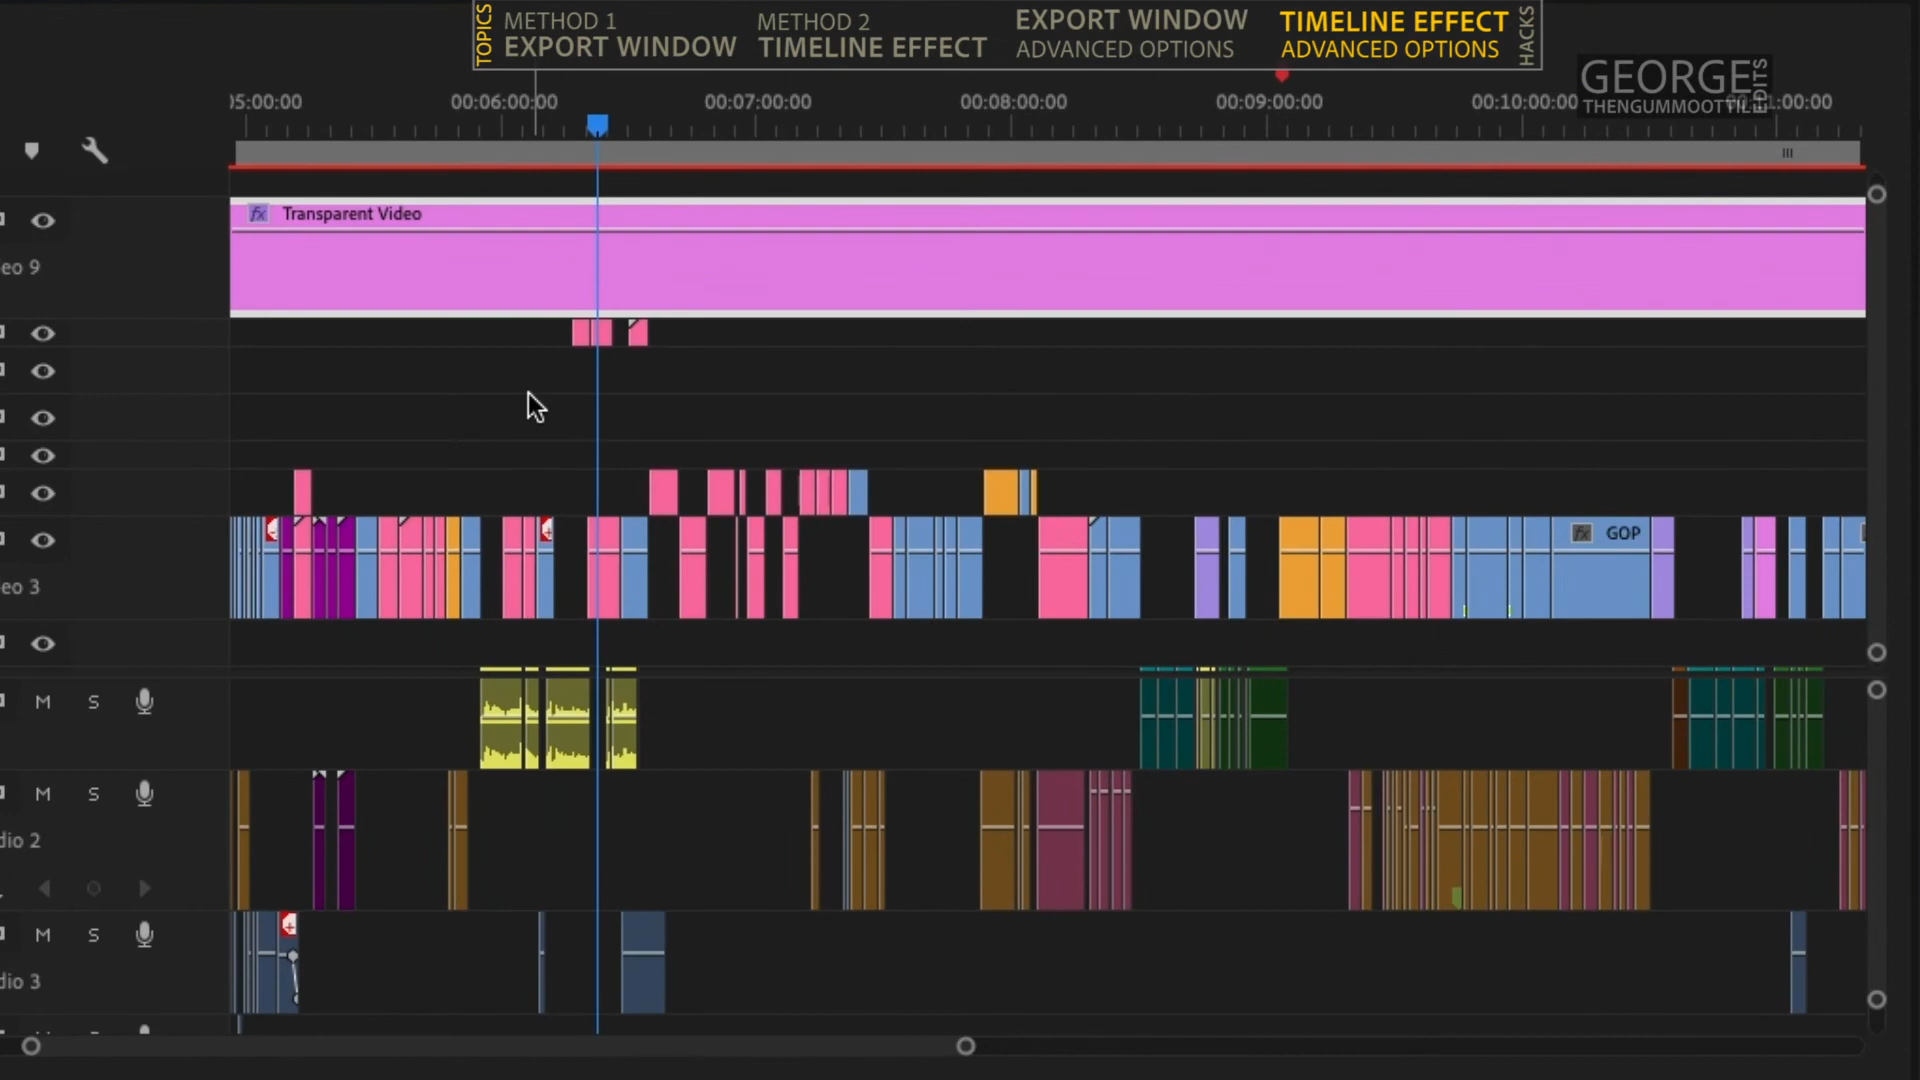 TOPICS
METHOD 1
EXPORT WINDOW
METHOD 2
TIMELINE EFFECT
EXPORT WINDOW
ADVANCED OPTIONS
TIMELINE EFFECT
ADVANCED OPTIONS
HACKS
GEORGE
EDITS
THENGUMMOOTTIL
05:00:00
00:06:00:00
00:07:00:00
00:08:00:00
00:09:00:00
00:10:00:00
1:00:00
fx Transparent Video
eo 9
fx GOP
eo 3
M S
M S
dio 2
M S
dio 3